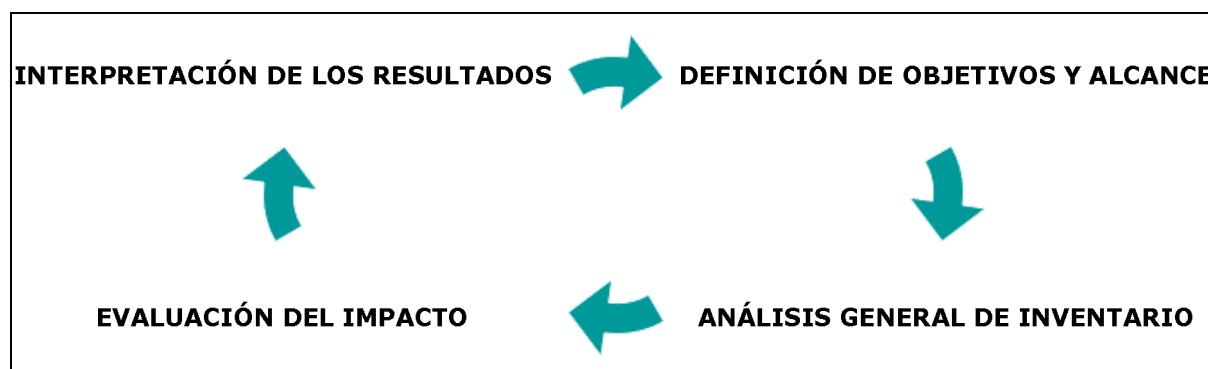 INTERPRETACIÓN DE LOS RESULTADOS
DEFINICIÓN DE OBJETIVOS Y ALCANCE
EVALUACIÓN DEL IMPACTO
ANÁLISIS GENERAL DE INVENTARIO